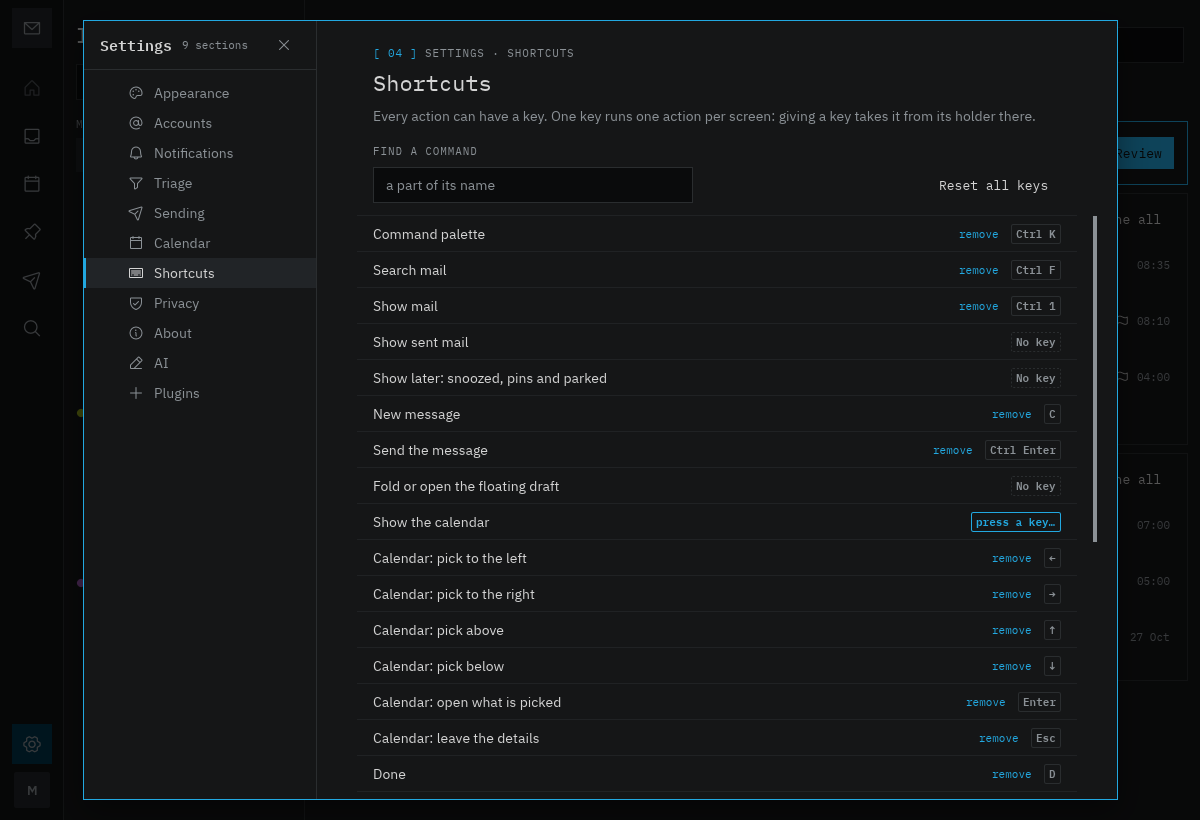 Settings 9 sections
Appearance
Accounts
Notifications
Triage
Sending
Calendar
Shortcuts
Privacy
About
AI
Plugins
M
[ 04 ] SETTINGS · SHORTCUTS
Shortcuts
Every action can have a key. One key runs one action per screen: giving a key takes it from its holder there.
FIND A COMMAND
a part of its name
Reset all keys
Command palette remove Ctrl K
Search mail remove Ctrl F
Show mail remove Ctrl 1
Show sent mail No key
Show later: snoozed, pins and parked No key
New message remove C
Send the message remove Ctrl Enter
Fold or open the floating draft No key
Show the calendar press a key…
Calendar: pick to the left remove ←
Calendar: pick to the right remove →
Calendar: pick above remove ↑
Calendar: pick below remove ↓
Calendar: open what is picked remove Enter
Calendar: leave the details remove Esc
Done remove D
Review
all
08:35
08:10
04:00
all
07:00
05:00
27 Oct